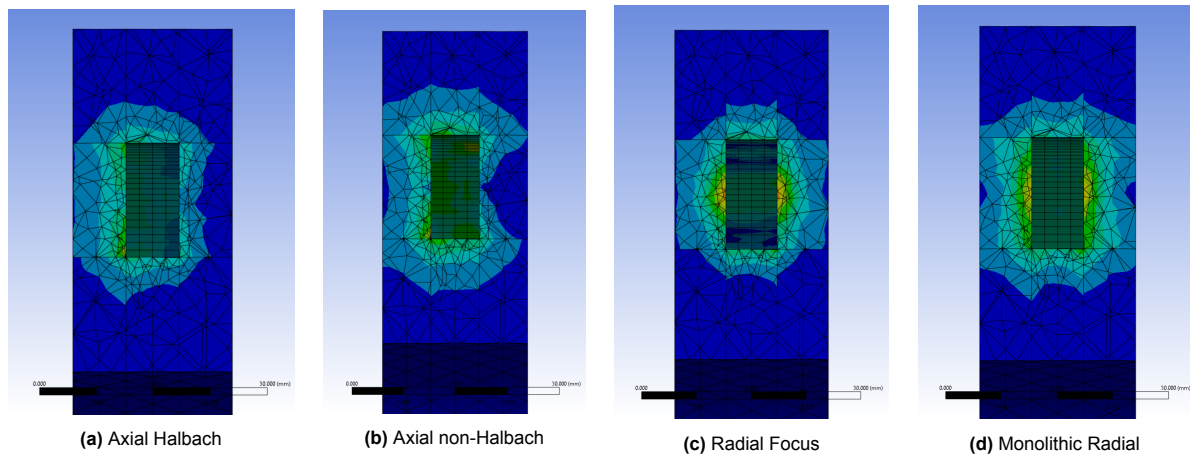 0.000
30.000 (mm)
0.000
30.000 (mm)
0.000
30.000 (mm)
0.000
30.000 (mm)
(a) Axial Halbach
(b) Axial non-Halbach
(c) Radial Focus
(d) Monolithic Radial